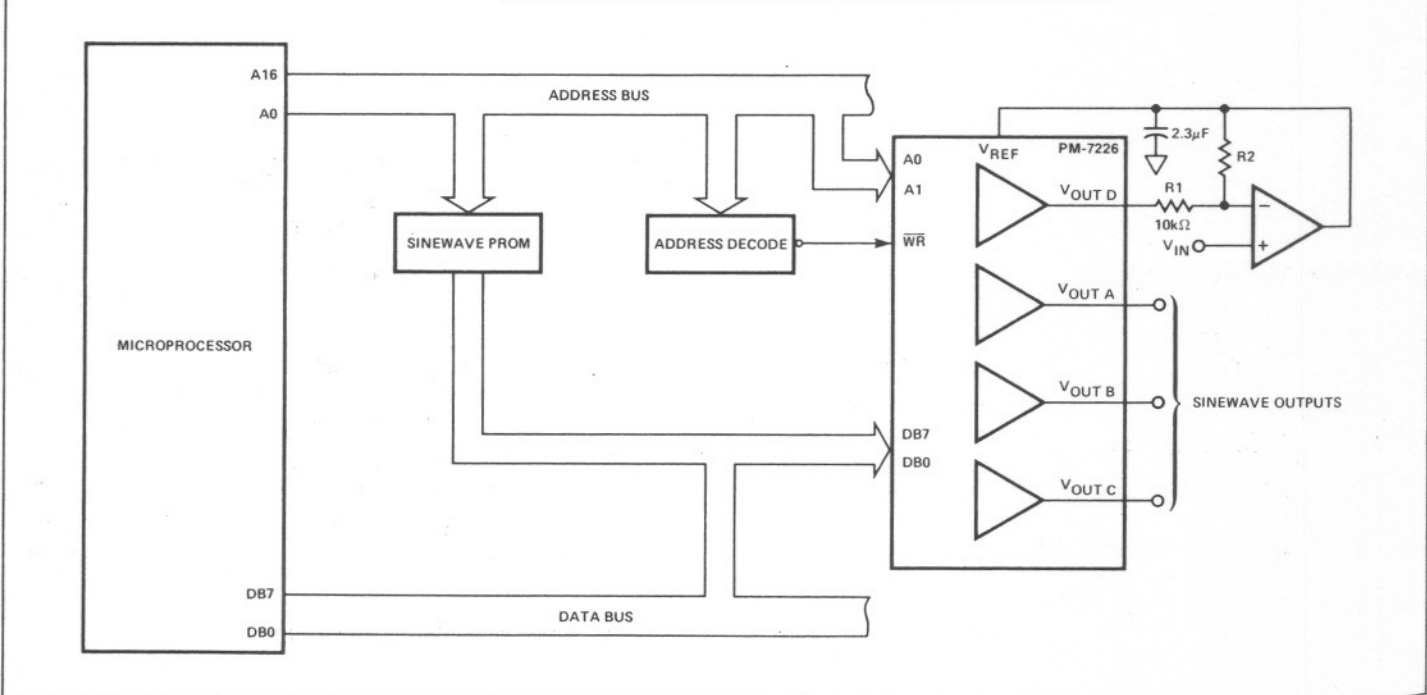 A16
ADDRESS BUS
A0
2.3µF
VREF
PM-7226
R2
A0
A1
VOUT D
R1
10kΩ
−
VIN
+
SINEWAVE PROM
ADDRESS DECODE
WR
VOUT A
MICROPROCESSOR
VOUT B
SINEWAVE OUTPUTS
DB7
DB0
VOUT C
DB7
DATA BUS
DB0